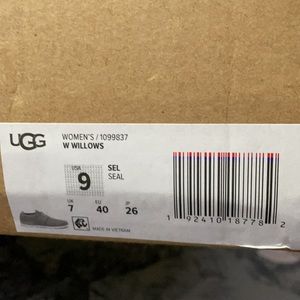 UGG
WOMEN'S / 1099837
W WILLOWS
USA
9
SEL
SEAL
UK EU JP
7 40 26
MADE IN VIETNAM
1 92410 18778 2